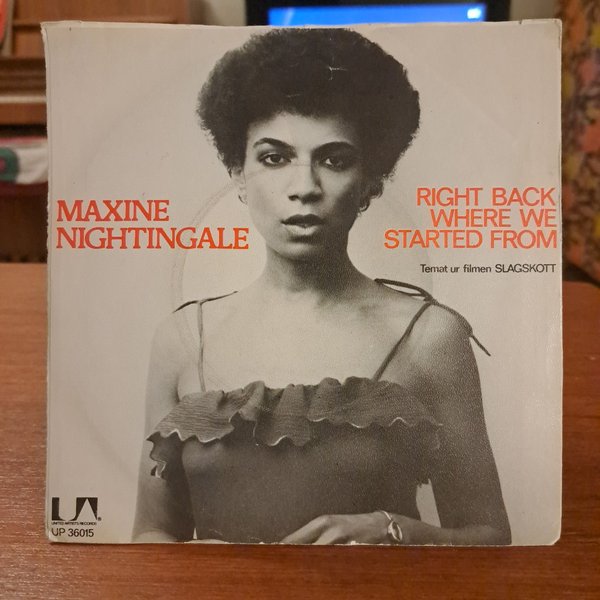 MAXINE
NIGHTINGALE
RIGHT BACK
WHERE WE
STARTED FROM
Temat ur filmen SLAGSKOTT
UA
UNITED ARTISTS RECORDS
UP 36015